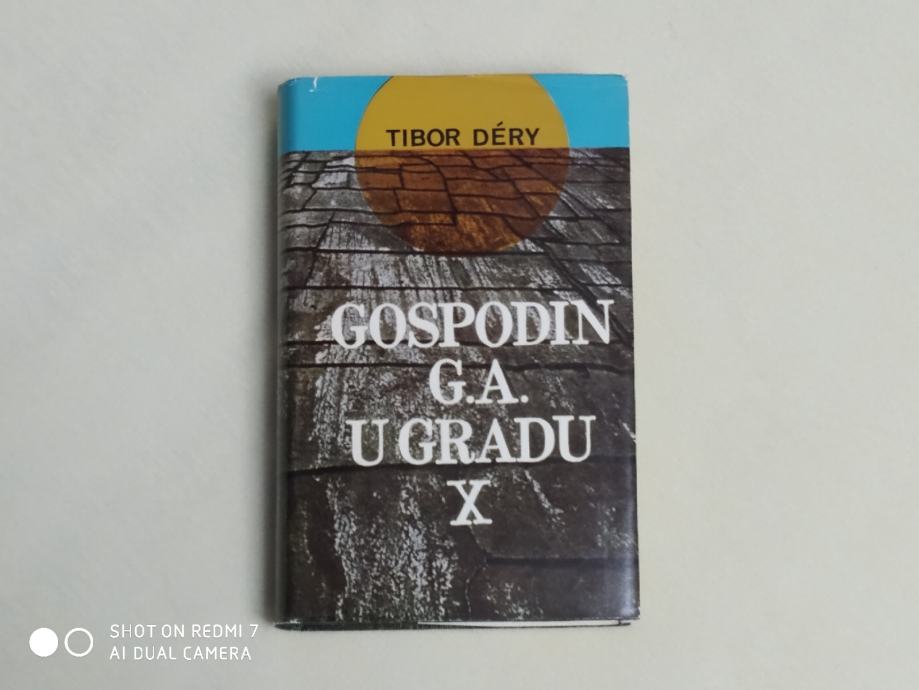 TIBOR DÉRY
GOSPODIN
G.A.
U GRADU
X
SHOT ON REDMI 7
AI DUAL CAMERA